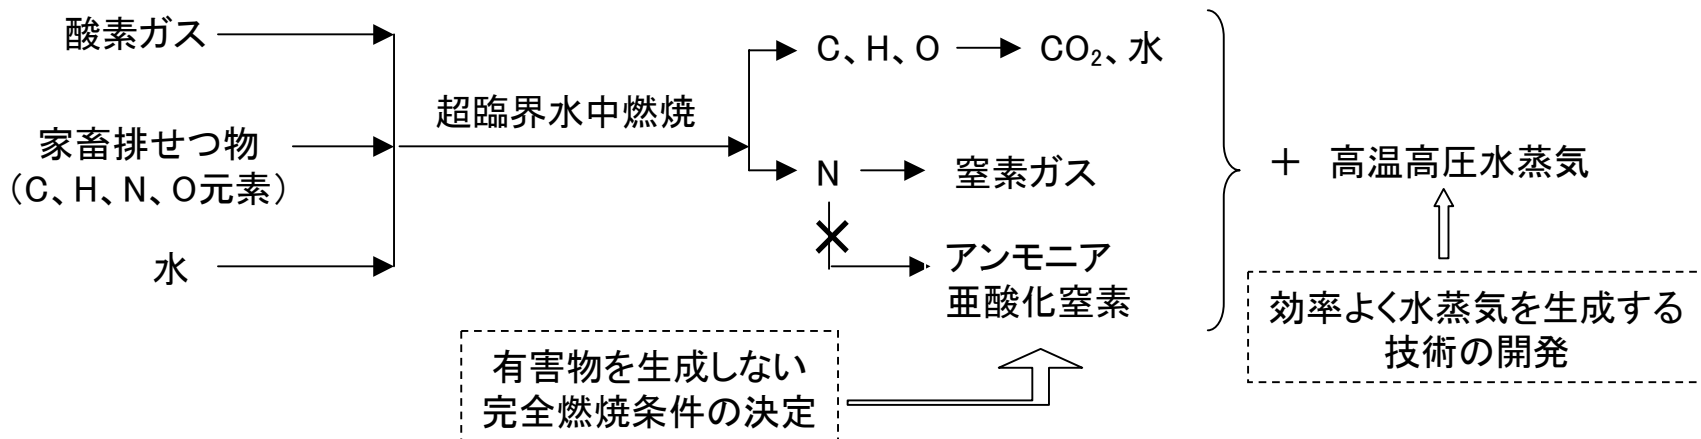 酸素ガス
家畜排せつ物
(C、H、N、O元素)
水
超臨界水中燃焼
C、H、O
CO₂、水
N
窒素ガス
アンモニア
亜酸化窒素
有害物を生成しない
完全燃焼条件の決定
＋ 高温高圧水蒸気
効率よく水蒸気を生成する
技術の開発